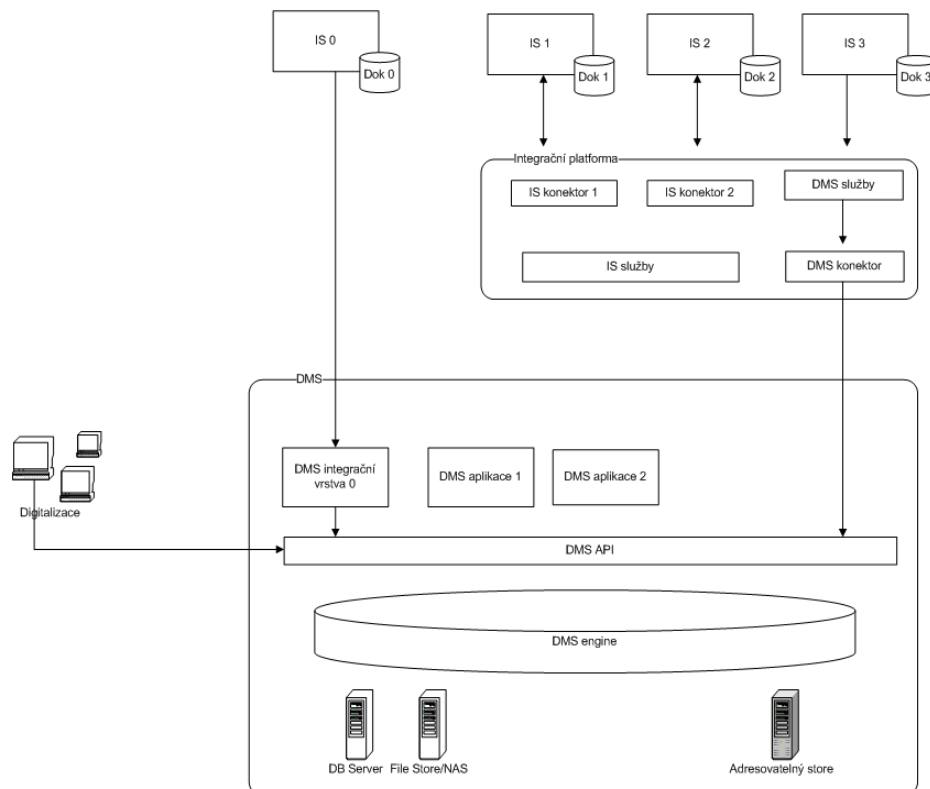 IS 0
Dok 0
IS 1
Dok 1
IS 2
Dok 2
IS 3
Dok 3
Integrační platforma
IS konektor 1
IS konektor 2
DMS služby
IS služby
DMS konektor
DMS
DMS integrační
vrstva 0
DMS aplikace 1
DMS aplikace 2
Digitalizace
DMS API
DMS engine
DB Server
File Store/NAS
Adresovatelný store